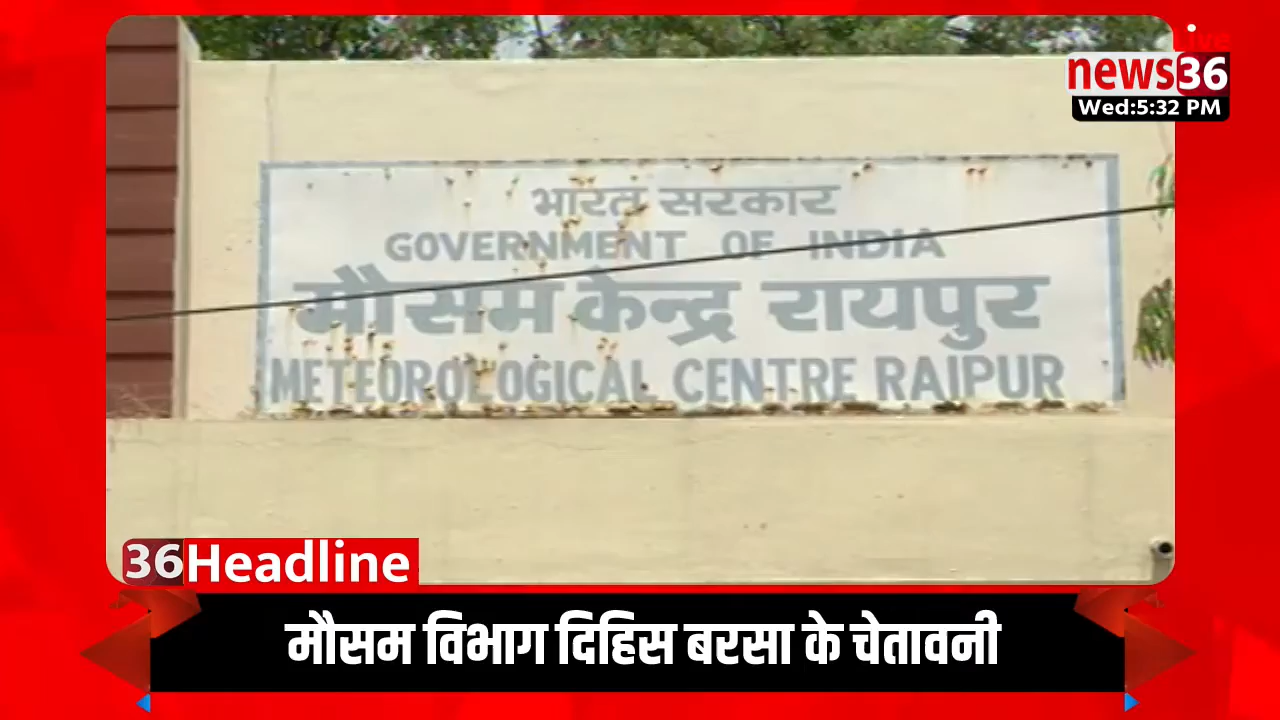 Live
news36
Wed:5:32 PM
भारत सरकार
GOVERNMENT OF INDIA
मौसम केन्द्र रायपुर
METEOROLOGICAL CENTRE RAIPUR
36Headline
मौसम विभाग दिहिस बरसा के चेतावनी